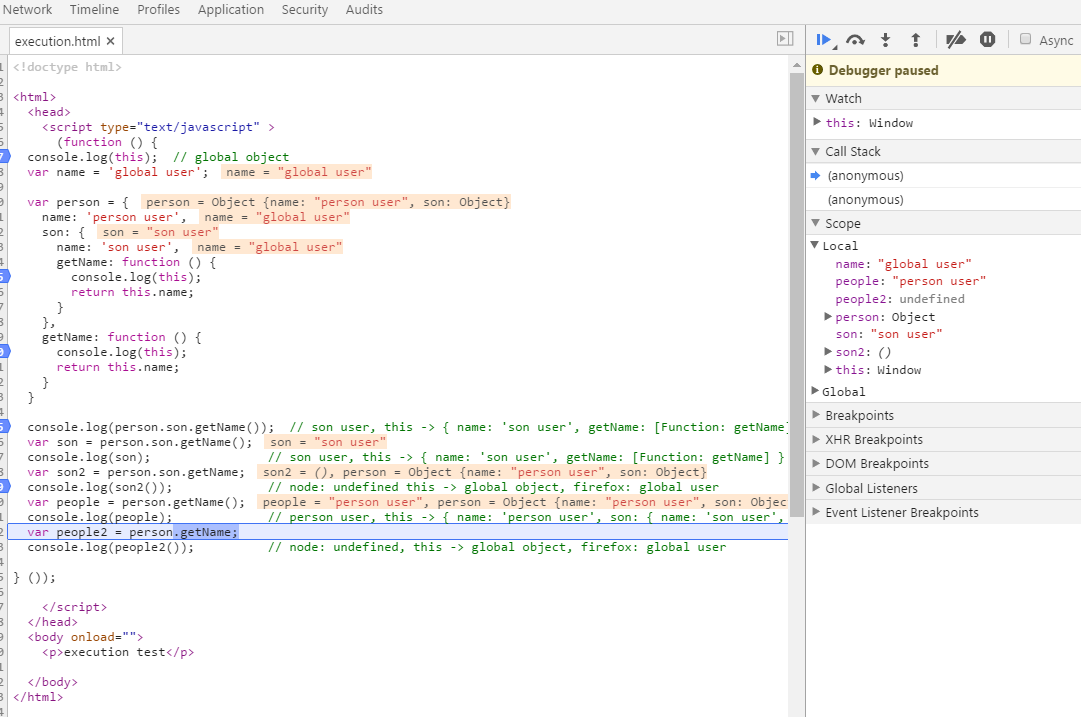 Network Timeline Profiles Application Security Audits
execution.html ×
Async
<!doctype html>
<html>
<head>
<script type="text/javascript" >
(function () {
console.log(this);  // global object
var name = 'global user';  name = "global user"
var person = {  person = Object {name: "person user", son: Object}
name: 'person user',  name = "global user"
son: {  son = "son user"
name: 'son user',  name = "global user"
getName: function () {
console.log(this);
return this.name;
}
},
getName: function () {
console.log(this);
return this.name;
}
}
console.log(person.son.getName());  // son user, this -> { name: 'son user', getName: [Function: getName]
var son = person.son.getName();  son = "son user"
console.log(son);  // son user, this -> { name: 'son user', getName: [Function: getName] }
var son2 = person.son.getName;  son2 = (), person = Object {name: "person user", son: Object}
console.log(son2());  // node: undefined this -> global object, firefox: global user
var people = person.getName();  people = "person user", person = Object {name: "person user", son: Objec
console.log(people);  // person user, this -> { name: 'person user', son: { name: 'son user',
var people2 = person.getName;
console.log(people2());  // node: undefined, this -> global object, firefox: global user
} ());
</script>
</head>
<body onload="">
<p>execution test</p>
</body>
</html>
Debugger paused
Watch
this: Window
Call Stack
(anonymous)
(anonymous)
Scope
Local
name: "global user"
people: "person user"
people2: undefined
person: Object
son: "son user"
son2: ()
this: Window
Global
Breakpoints
XHR Breakpoints
DOM Breakpoints
Global Listeners
Event Listener Breakpoints